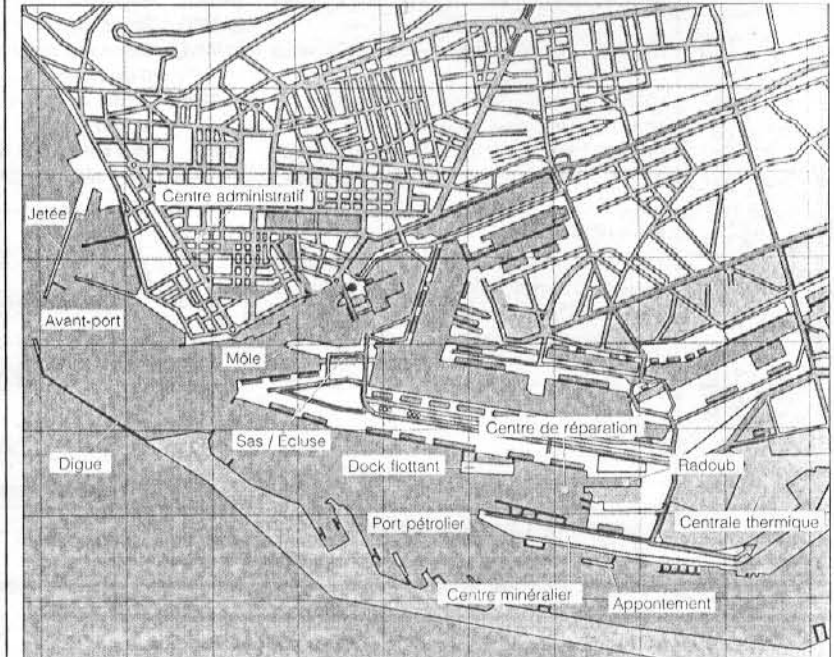 Centre administratif
Jetée
Avant-port
Môle
Sas / Écluse
Centre de réparation
Digue
Dock flottant
Radoub
Port pétrolier
Centrale thermique
Centre minéralier
Appontement